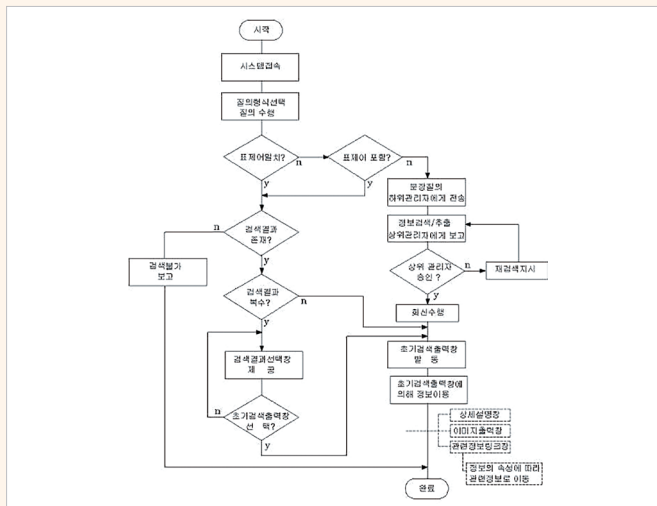 시작
시스템접속
질의형식선택
질의 수행
표제어일치?
n
표제어 포함?
n
y
y
보정질의
하위관리자에게 전송
검색결과
존재?
n
정보검색/추출
상위관리자에게 보고
y
검색불가
보고
상위 관리자
승인 ?
n
재검색지시
검색결과
복수?
n
y
y
회신수행
검색결과선택창
제 공
초기검색출력창
발 동
초기검색출력창에
의해 정보이용
n
초기검색출력창
선 택?
y
상세설명창
이미지출력창
관련정보링크창
정보의 속성에 따라
관련정보로 이동
완료